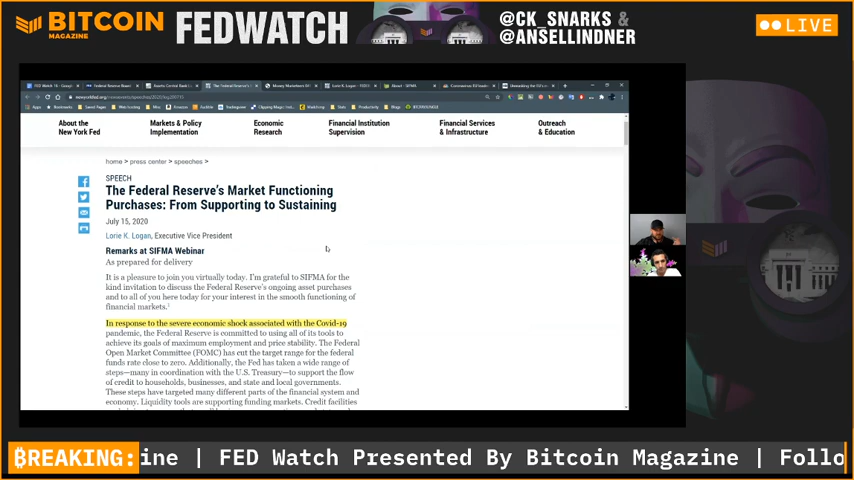 BITCOIN
MAGAZINE
FEDWATCH
@CK_SNARKS &
@ANSELLINDNER
LIVE
About the
New York Fed
Markets & Policy
Implementation
Economic
Research
Financial Institution
Supervision
Financial Services
& Infrastructure
Outreach
& Education
home > press center > speeches >
SPEECH
The Federal Reserve's Market Functioning
Purchases: From Supporting to Sustaining
July 15, 2020
Lorie K. Logan, Executive Vice President
Remarks at SIFMA Webinar
As prepared for delivery
It is a pleasure to join you virtually today. I'm grateful to SIFMA for the
kind invitation to discuss the Federal Reserve's ongoing asset purchases
and to all of you here today for your interest in the smooth functioning of
financial markets.1
In response to the severe economic shock associated with the Covid-19
pandemic, the Federal Reserve is committed to using all of its tools to
achieve its goals of maximum employment and price stability. The Federal
Open Market Committee (FOMC) has cut the target range for the federal
funds rate close to zero. Additionally, the Fed has taken a wide range of
steps—many in coordination with the U.S. Treasury—to support the flow
of credit to households, businesses, and state and local governments.
These steps have targeted many different parts of the financial system and
economy. Liquidity tools are supporting funding markets. Credit facilities
₿REAKING: ine | FED Watch Presented By Bitcoin Magazine | Follo